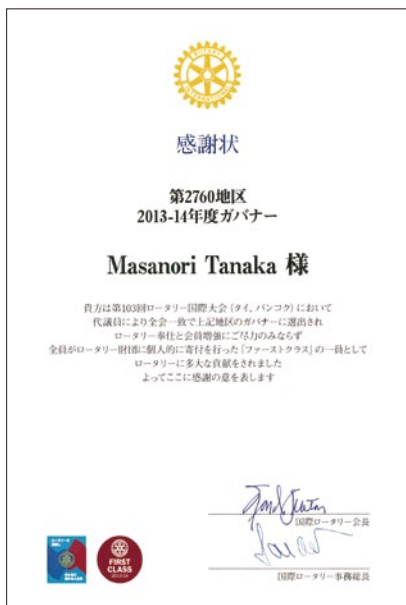 ROTARY
INTERNATIONAL
感謝状
第2760地区
2013-14年度ガバナー
Masanori Tanaka 様
貴方は第103回ロータリー国際大会（タイ、バンコク）において
代議員により全会一致で上記地区のガバナーに選出され
ロータリー奉仕と会員増強にご尽力のみならず
全員がロータリー財団に個人的に寄付を行った「ファーストクラス」の一員として
ロータリーに多大な貢献をされました
よってここに感謝の意を表します
国際ロータリー会長
国際ロータリー事務総長
FIRST
CLASS
2013-14